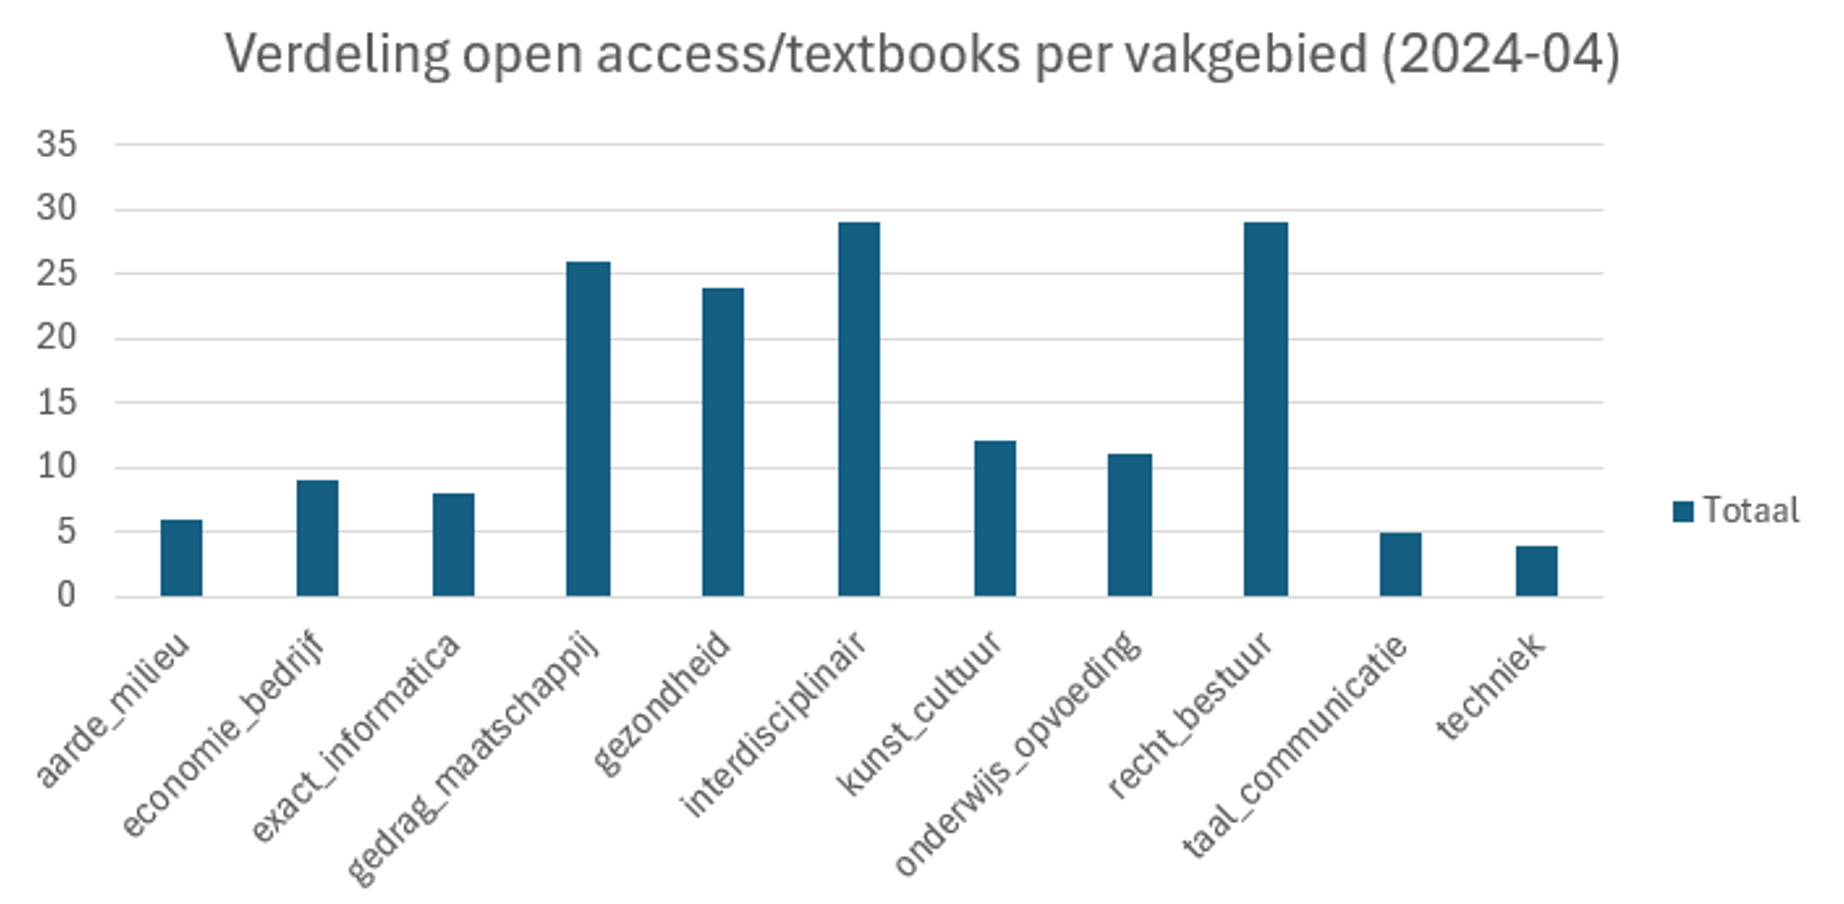 Verdeling open access/textbooks per vakgebied (2024-04)
35
30
25
20
15
10
5
0
Totaal
aarde_milieu
economie_bedrijf
exact_informatica
gedrag_maatschappij
gezondheid
interdisciplinair
kunst_cultuur
onderwijs_opvoeding
recht_bestuur
taal_communicatie
techniek